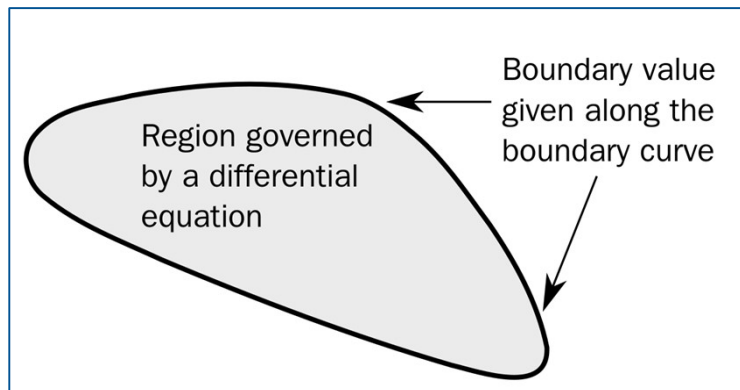 Boundary value
given along the
boundary curve
Region governed
by a differential
equation